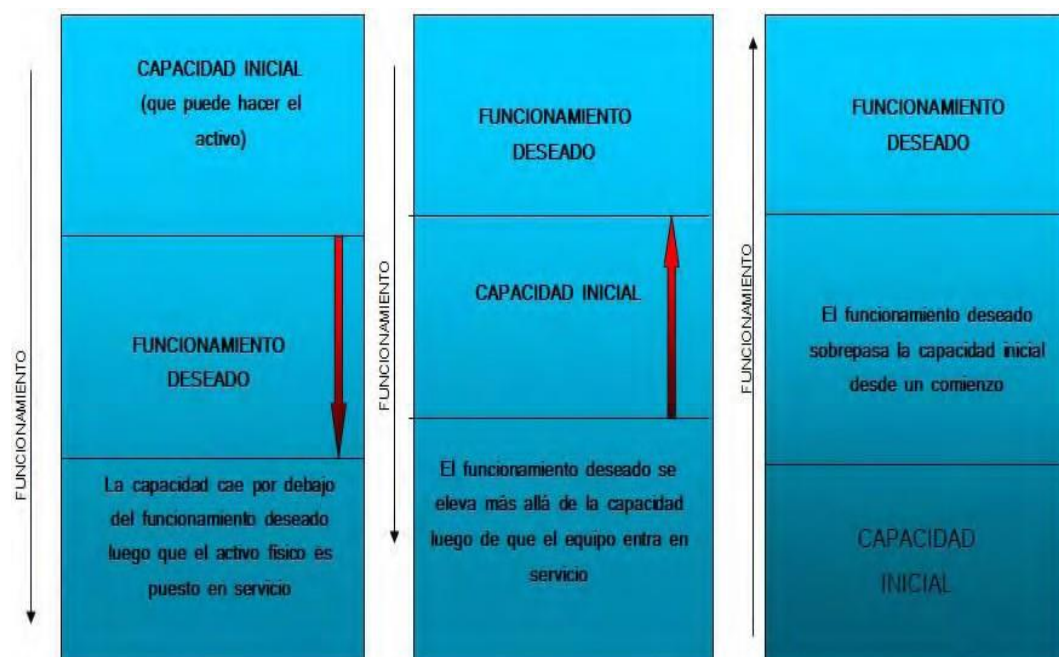 FUNCIONAMIENTO
CAPACIDAD INICIAL
(que puede hacer el
activo)
FUNCIONAMIENTO
DESEADO
La capacidad cae por debajo
del funcionamiento deseado
luego que el activo físico es
puesto en servicio
FUNCIONAMIENTO
FUNCIONAMIENTO
DESEADO
CAPACIDAD INICIAL
El funcionamiento deseado se
eleva más allá de la capacidad
luego de que el equipo entra en
servicio
FUNCIONAMIENTO
FUNCIONAMIENTO
DESEADO
El funcionamiento deseado
sobrepasa la capacidad inicial
desde un comienzo
CAPACIDAD
INICIAL